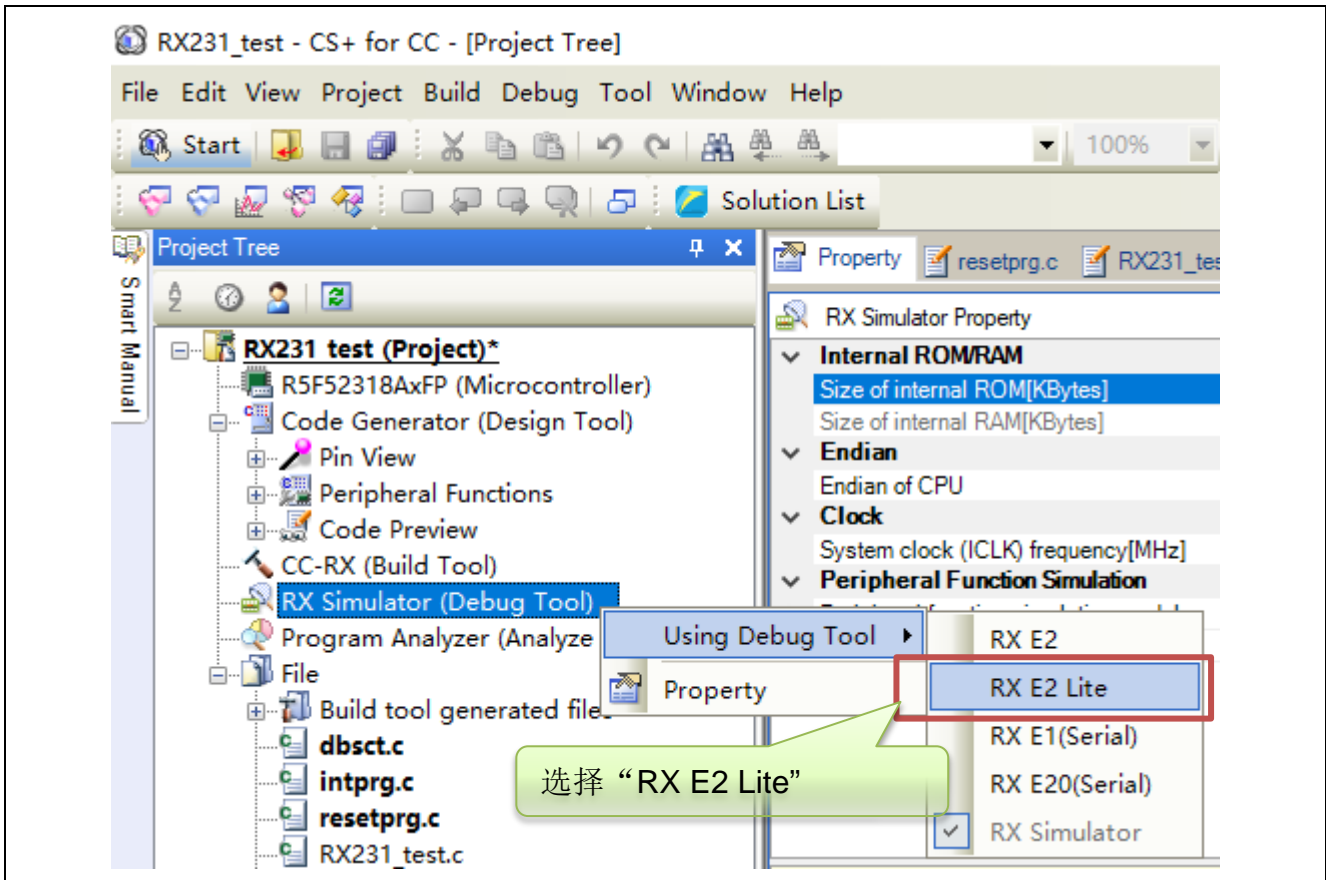 RX231_test - CS+ for CC - [Project Tree]
File Edit View Project Build Debug Tool Window Help
Start 100%
Solution List
Smart Manual
Project Tree
Property resetprg.c RX231_tes
RX Simulator Property
RX231_test (Project)*
R5F52318AxFP (Microcontroller)
Code Generator (Design Tool)
Pin View
Peripheral Functions
Code Preview
CC-RX (Build Tool)
RX Simulator (Debug Tool)
Program Analyzer (Analyze
File
Build tool generated files
dbsct.c
intprg.c
resetprg.c
RX231_test.c
Internal ROM/RAM
Size of internal ROM[KBytes]
Size of internal RAM[KBytes]
Endian
Endian of CPU
Clock
System clock (ICLK) frequency[MHz]
Peripheral Function Simulation
Using Debug Tool
Property
RX E2
RX E2 Lite
RX E1(Serial)
RX E20(Serial)
RX Simulator
选择“RX E2 Lite”